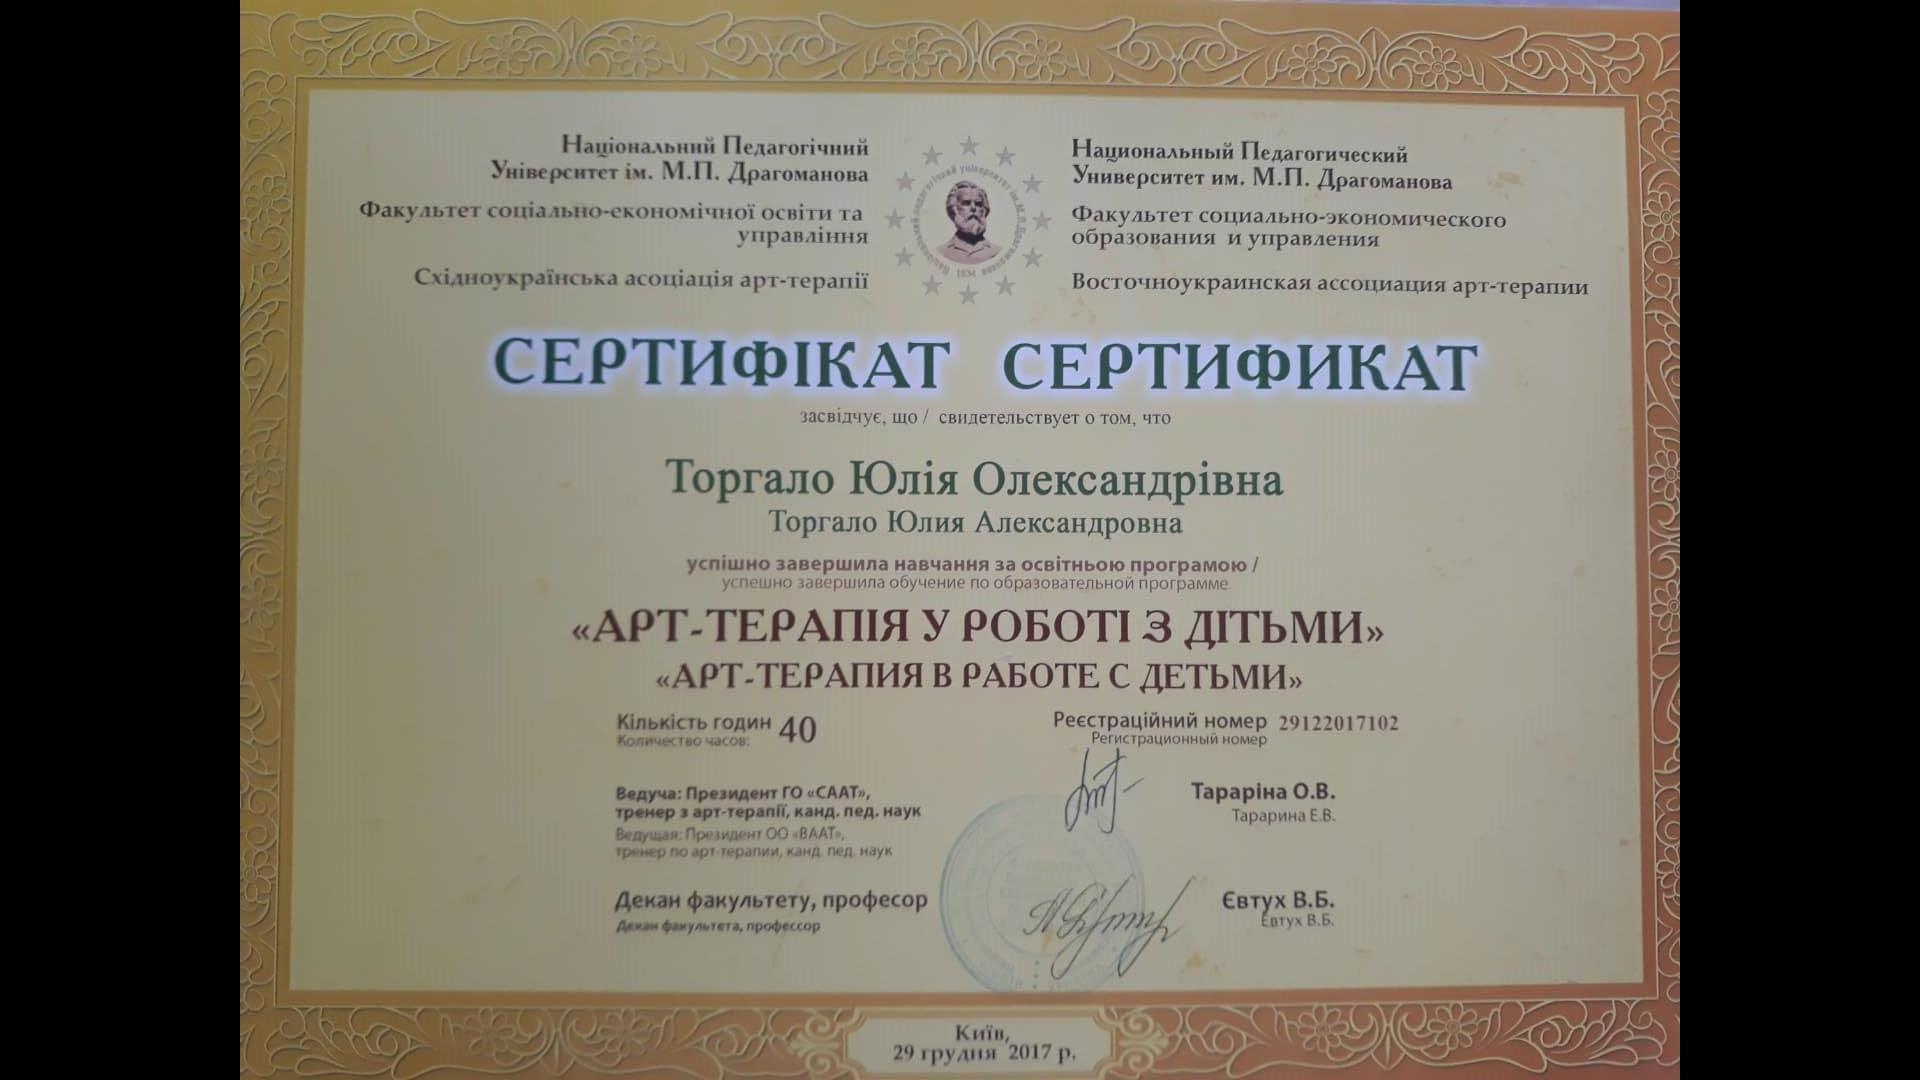 Національний Педагогічний
Університет ім. М.П. Драгоманова
Факультет соціально-економічної освіти та
управління
Східноукраїнська асоціація арт-терапії
Национальный Педагогический
Университет им. М.П. Драгоманова
Факультет социально-экономического
образования и управления
Восточноукраинская ассоциация арт-терапии
1834
СЕРТИФІКАТ СЕРТИФИКАТ
засвідчує, що / свидетельствует о том, что
Торгало Юлія Олександрівна
Торгало Юлия Александровна
успішно завершила навчання за освітньою програмою /
успешно завершила обучение по образовательной программе
«АРТ-ТЕРАПІЯ У РОБОТІ З ДІТЬМИ»
«АРТ-ТЕРАПИЯ В РАБОТЕ С ДЕТЬМИ»
Кількість годин 40
Количество часов:
Реєстраційний номер 29122017102
Регистрационный номер
Ведуча: Президент ГО «СААТ»,
тренер з арт-терапії, канд. пед. наук
Ведущая: Президент ОО «ВААТ»,
тренер по арт-терапии, канд. пед. наук
Тараріна О.В.
Тарарина Е.В.
Декан факультету, професор
Декан факультета, профессор
Євтух В.Б.
Евтух В.Б.
Київ,
29 грудня 2017 р.